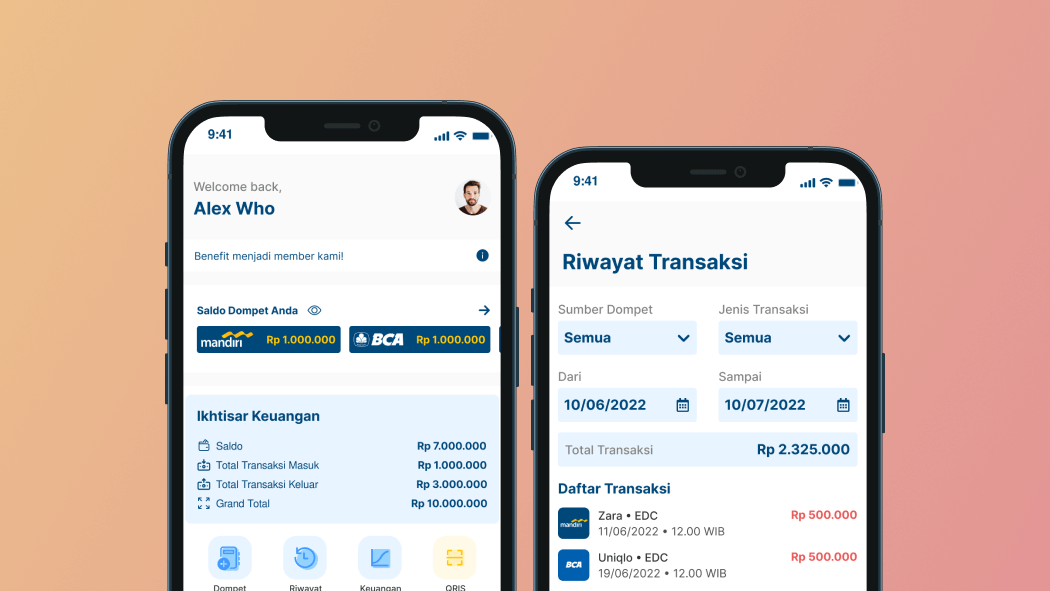 9:41
Welcome back,
Alex Who
Benefit menjadi member kami!
Saldo Dompet Anda
mandiri Rp 1.000.000
BCA Rp 1.000.000
Ikhtisar Keuangan
Saldo Rp 7.000.000
Total Transaksi Masuk Rp 1.000.000
Total Transaksi Keluar Rp 3.000.000
Grand Total Rp 10.000.000
Dompet Riwayat Keuangan QRIS
9:41
Riwayat Transaksi
Sumber Dompet Jenis Transaksi
Semua Semua
Dari Sampai
10/06/2022 10/07/2022
Total Transaksi Rp 2.325.000
Daftar Transaksi
mandiri Zara • EDC Rp 500.000
11/06/2022 • 12.00 WIB
BCA Uniqlo • EDC Rp 500.000
19/06/2022 • 12.00 WIB